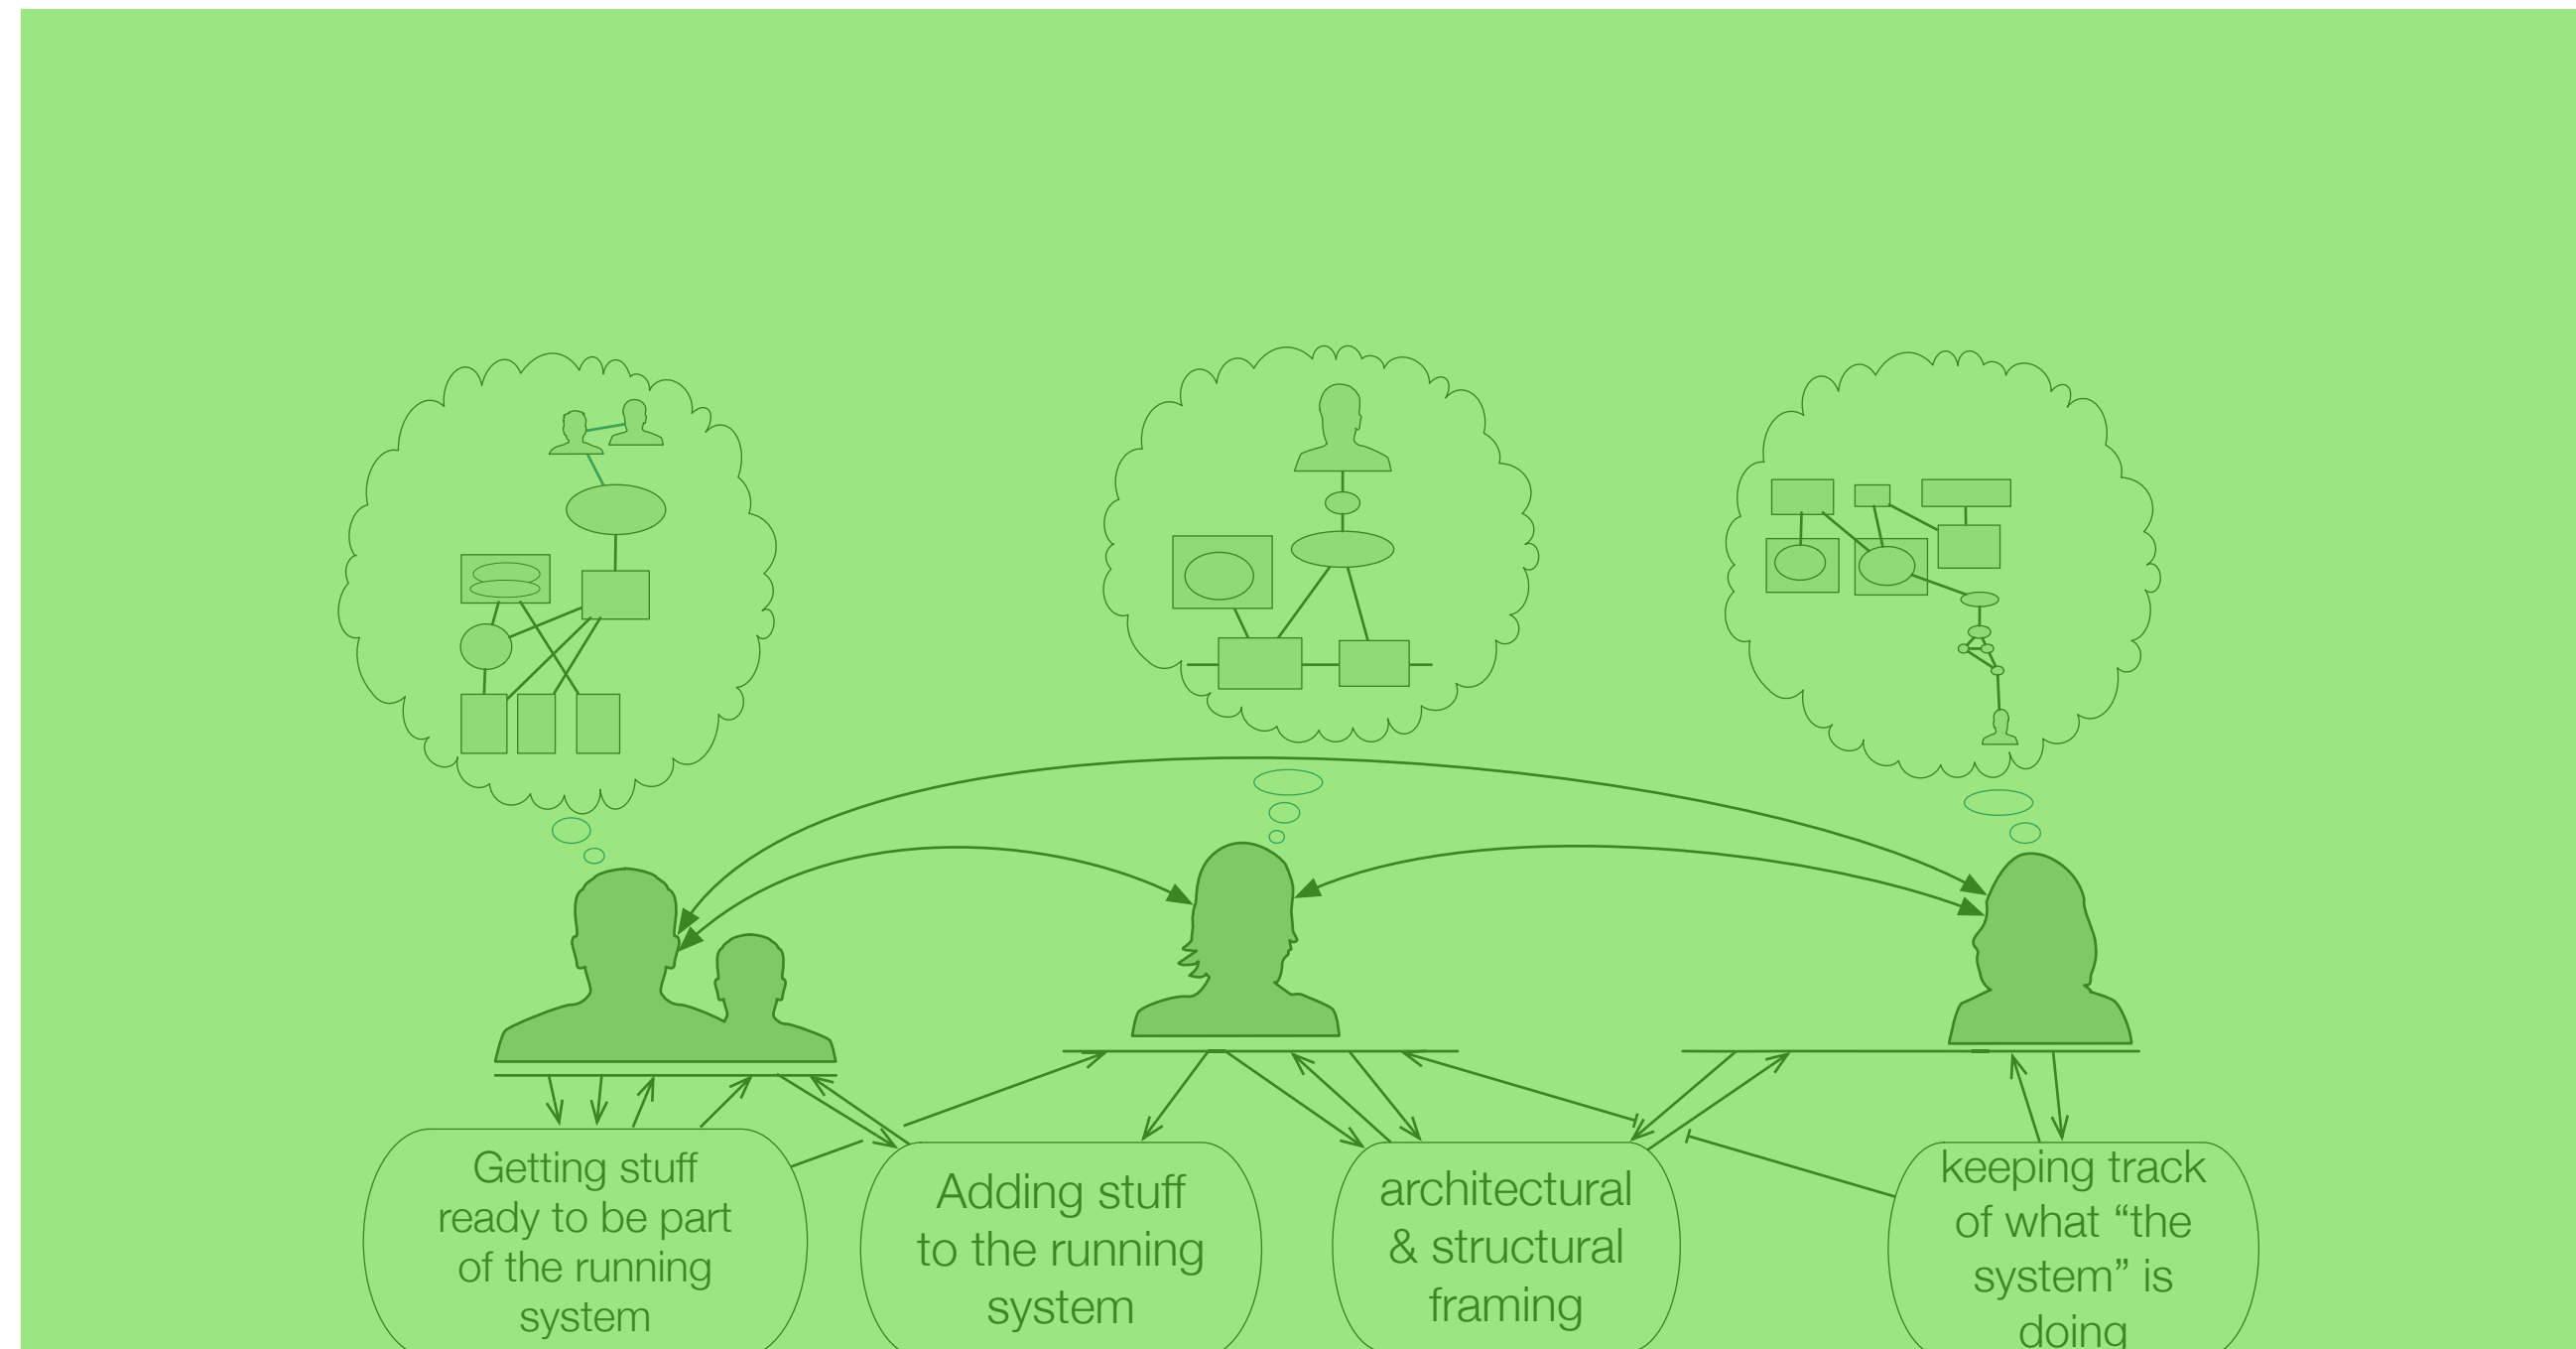 Getting stuff
ready to be part
of the running
system
Adding stuff
to the running
system
architectural
& structural
framing
keeping track
of what “the
system” is
doing